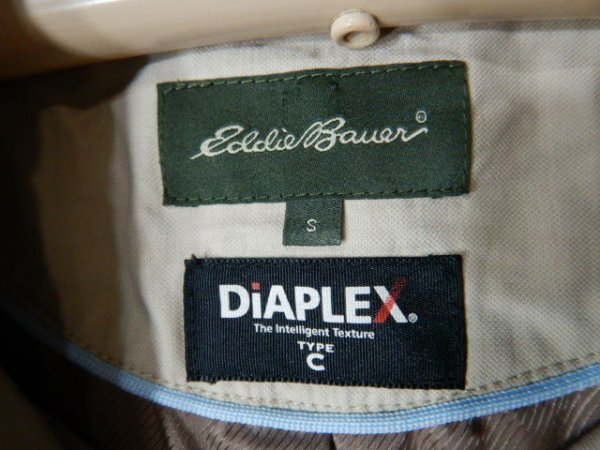 Eddie Bauer®
S
DiAPLEX®
The Intelligent Texture
TYPE
C